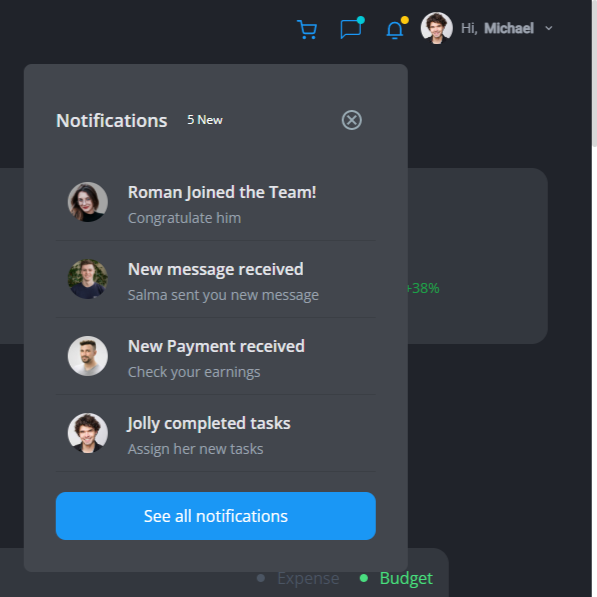 Hi, Michael
Notifications 5 New
Roman Joined the Team!
Congratulate him
+38%
New message received
Salma sent you new message
New Payment received
Check your earnings
Jolly completed tasks
Assign her new tasks
See all notifications
Expense Budget